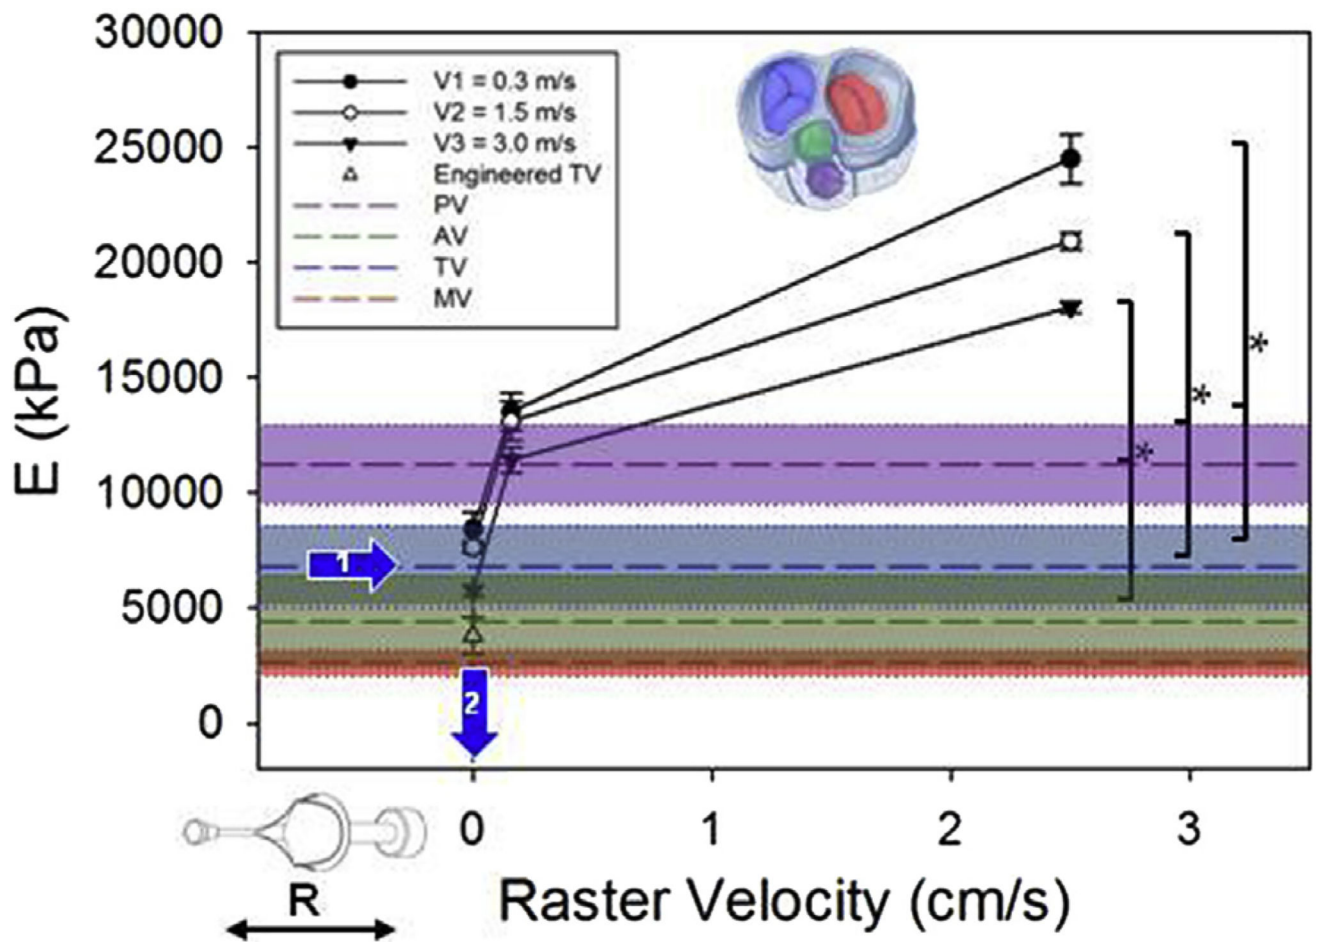 30000
25000
20000
15000
10000
5000
0
E (kPa)
V1 = 0.3 m/s
V2 = 1.5 m/s
V3 = 3.0 m/s
Engineered TV
PV
AV
TV
MV
*
*
*
1
2
0 1 2 3
R
Raster Velocity (cm/s)